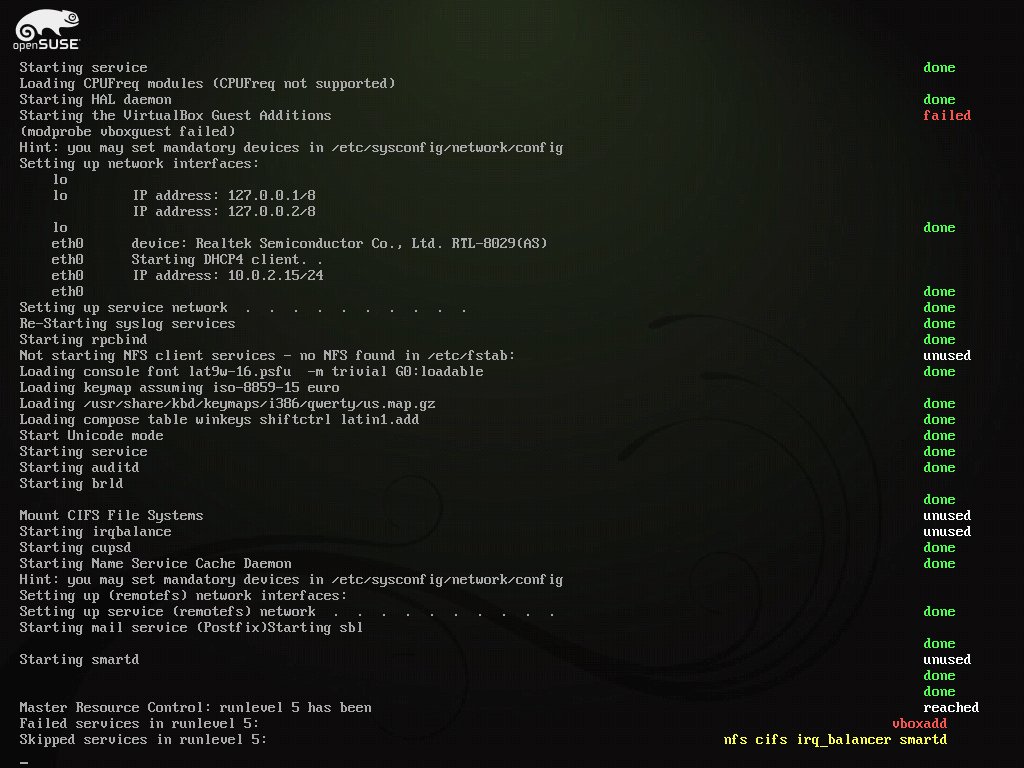 openSUSE
Starting service done
Loading CPUFreq modules (CPUFreq not supported)
Starting HAL daemon done
Starting the VirtualBox Guest Additions failed
(modprobe vboxguest failed)
Hint: you may set mandatory devices in /etc/sysconfig/network/config
Setting up network interfaces:
lo
lo IP address: 127.0.0.1/8
IP address: 127.0.0.2/8
lo done
eth0 device: Realtek Semiconductor Co., Ltd. RTL-8029(AS)
eth0 Starting DHCP4 client. .
eth0 IP address: 10.0.2.15/24
eth0 done
Setting up service network . . . . . . . . . . done
Re-Starting syslog services done
Starting rpcbind done
Not starting NFS client services - no NFS found in /etc/fstab: unused
Loading console font lat9w-16.psfu -m trivial G0:loadable done
Loading keymap assuming iso-8859-15 euro
Loading /usr/share/kbd/keymaps/i386/qwerty/us.map.gz done
Loading compose table winkeys shiftctrl latin1.add done
Start Unicode mode done
Starting service done
Starting auditd done
Starting brld
done
Mount CIFS File Systems unused
Starting irqbalance unused
Starting cupsd done
Starting Name Service Cache Daemon done
Hint: you may set mandatory devices in /etc/sysconfig/network/config
Setting up (remotefs) network interfaces:
Setting up service (remotefs) network . . . . . . . . . . done
Starting mail service (Postfix)Starting sbl
done
Starting smartd unused
done
done
Master Resource Control: runlevel 5 has been reached
Failed services in runlevel 5: vboxadd
Skipped services in runlevel 5: nfs cifs irq_balancer smartd
_